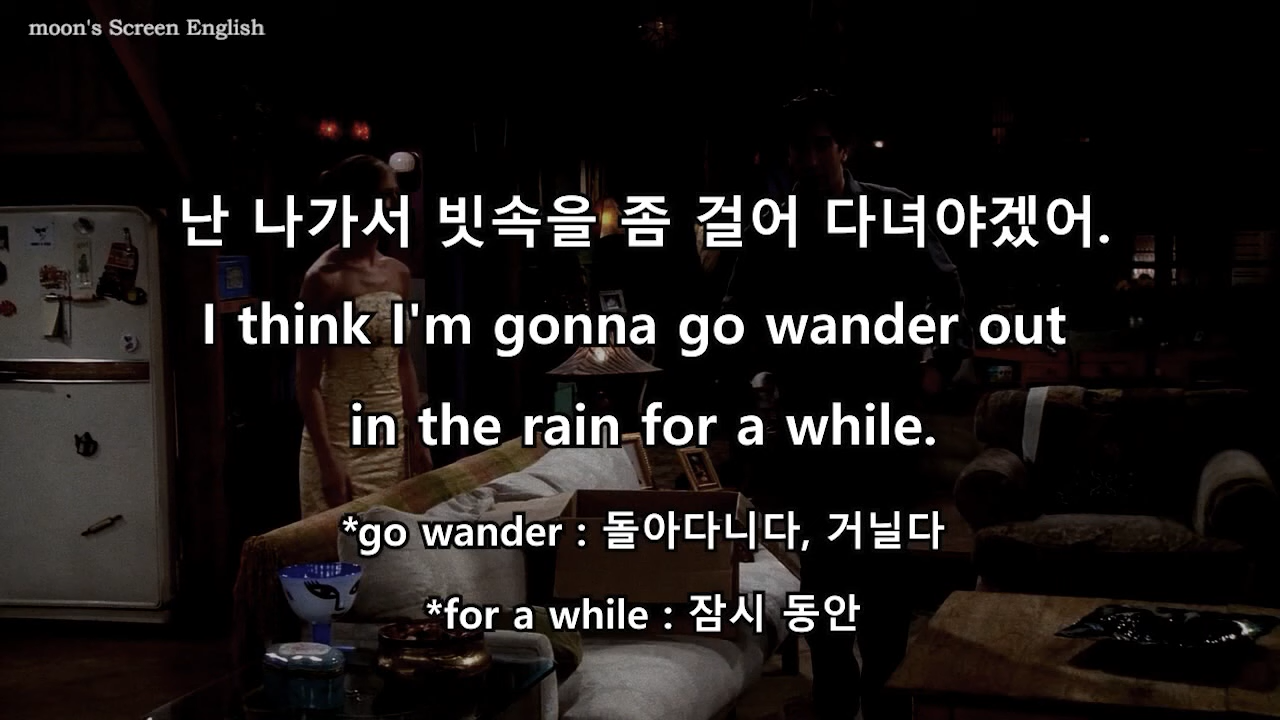 moon's Screen English
난 나가서 빗속을 좀 걸어 다녀야겠어.
I think I'm gonna go wander out
in the rain for a while.
*go wander : 돌아다니다, 거닐다
*for a while : 잠시 동안